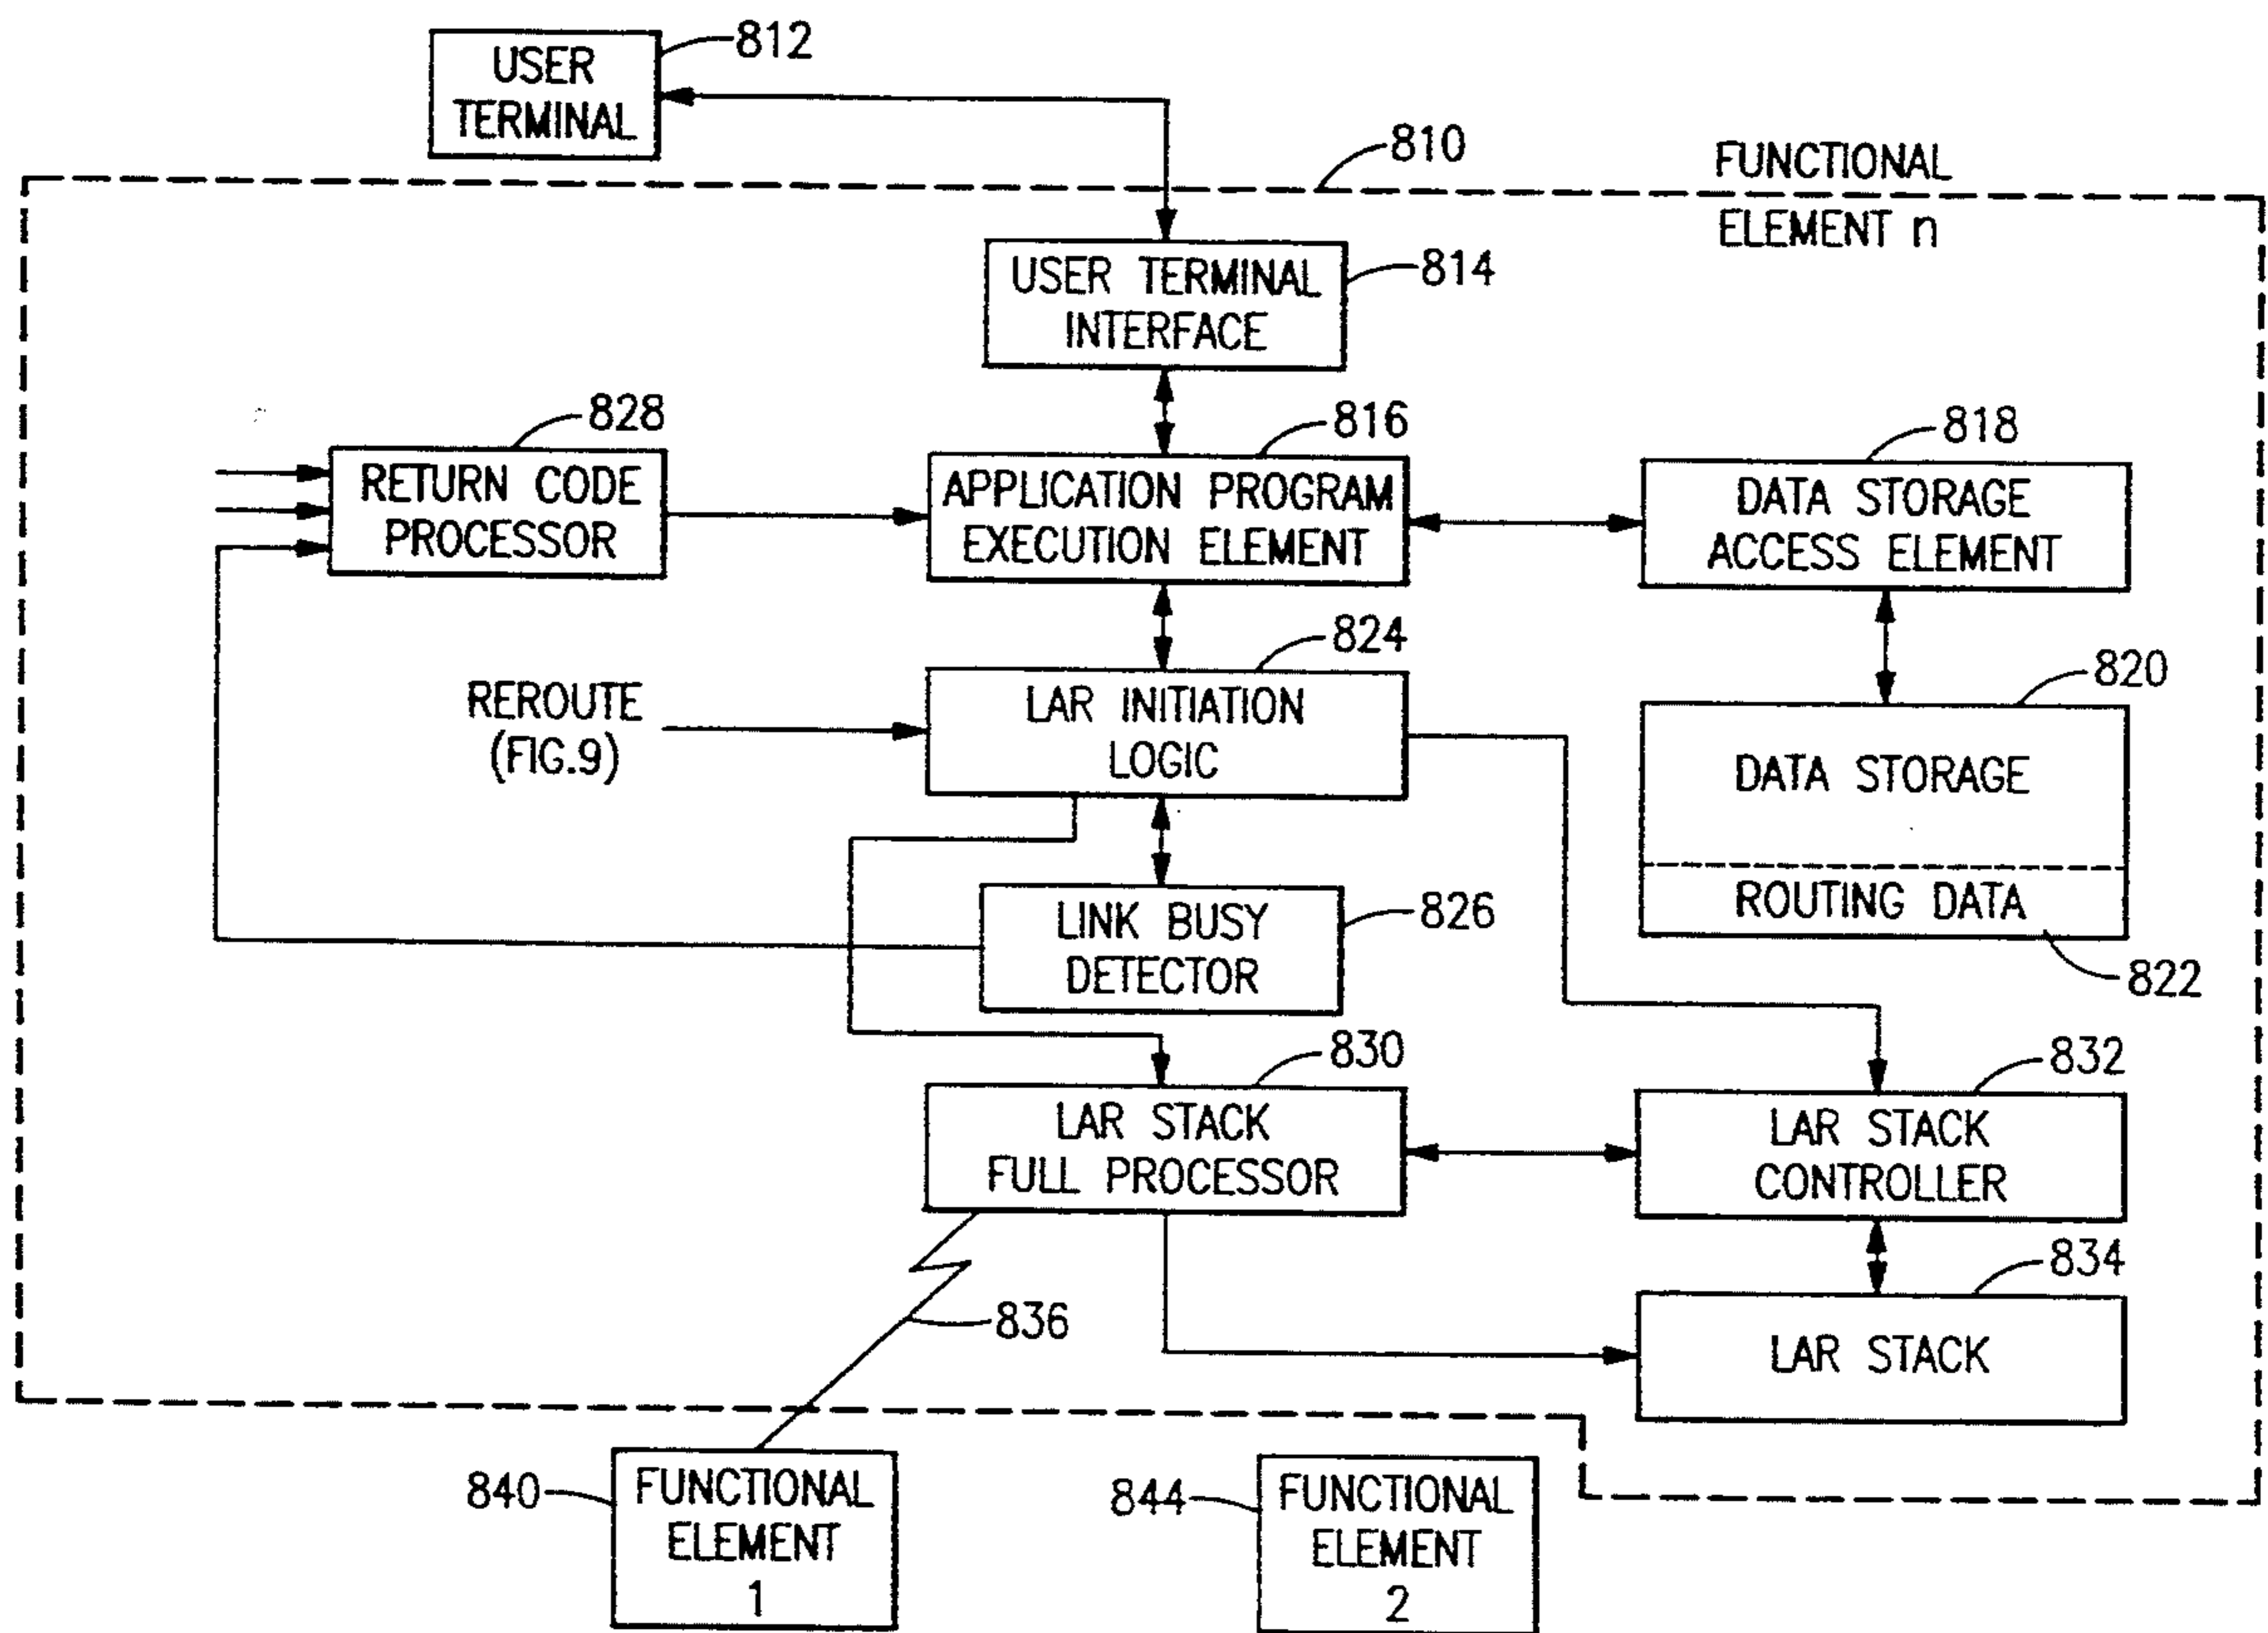 812
USER
TERMINAL
810
FUNCTIONAL
ELEMENT n
USER TERMINAL
INTERFACE
814
828
RETURN CODE
PROCESSOR
816
APPLICATION PROGRAM
EXECUTION ELEMENT
818
DATA STORAGE
ACCESS ELEMENT
824
REROUTE
(FIG.9)
LAR INITIATION
LOGIC
820
DATA STORAGE
ROUTING DATA
822
LINK BUSY
DETECTOR
826
830
LAR STACK
FULL PROCESSOR
832
LAR STACK
CONTROLLER
834
LAR STACK
836
840
FUNCTIONAL
ELEMENT
1
844
FUNCTIONAL
ELEMENT
2